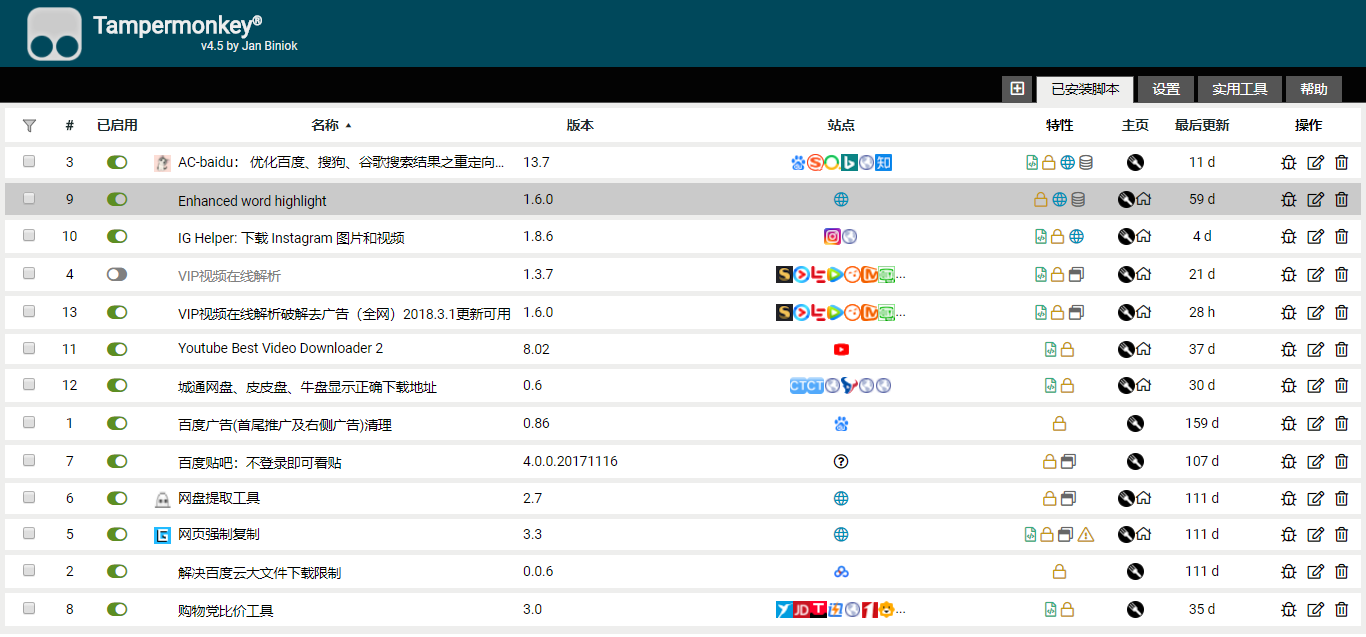 Tampermonkey®
v4.5 by Jan Biniok
已安装脚本 设置 实用工具 帮助
# 已启用 名称 版本 站点 特性 主页 最后更新 操作
3 AC-baidu： 优化百度、搜狗、谷歌搜索结果之重定向... 13.7 知 11 d
9 Enhanced word highlight 1.6.0 59 d
10 IG Helper: 下载 Instagram 图片和视频 1.8.6 4 d
4 VIP视频在线解析 1.3.7 ... 21 d
13 VIP视频在线解析破解去广告（全网）2018.3.1更新可用 1.6.0 ... 28 h
11 Youtube Best Video Downloader 2 8.02 37 d
12 城通网盘、皮皮盘、牛盘显示正确下载地址 0.6 CTCT 30 d
1 百度广告(首尾推广及右侧广告)清理 0.86 159 d
7 百度贴吧：不登录即可看贴 4.0.0.20171116 107 d
6 网盘提取工具 2.7 111 d
5 网页强制复制 3.3 111 d
2 解决百度云大文件下载限制 0.0.6 111 d
8 购物党比价工具 3.0 JD T ... 35 d